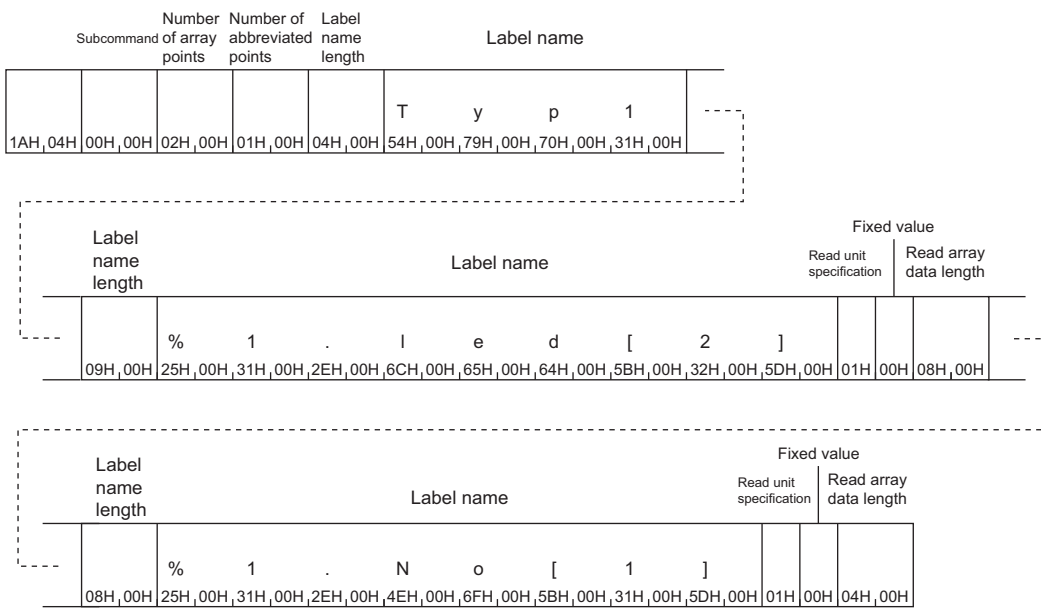 Number Number of Label
Subcommand of array abbreviated name Label name
points points length
T y p 1
1AH 04H 00H 00H 02H 00H 01H 00H 04H 00H 54H 00H 79H 00H 70H 00H 31H 00H
Fixed value
Label
name
length
Label name
Read unit
specification
Read array
data length
% 1 . l e d [ 2 ]
09H 00H 25H 00H 31H 00H 2EH 00H 6CH 00H 65H 00H 64H 00H 5BH 00H 32H 00H 5DH 00H 01H 00H 08H 00H
Fixed value
Label
name
length
Label name
Read unit
specification
Read array
data length
% 1 . N o [ 1 ]
08H 00H 25H 00H 31H 00H 2EH 00H 4EH 00H 6FH 00H 5BH 00H 31H 00H 5DH 00H 01H 00H 04H 00H